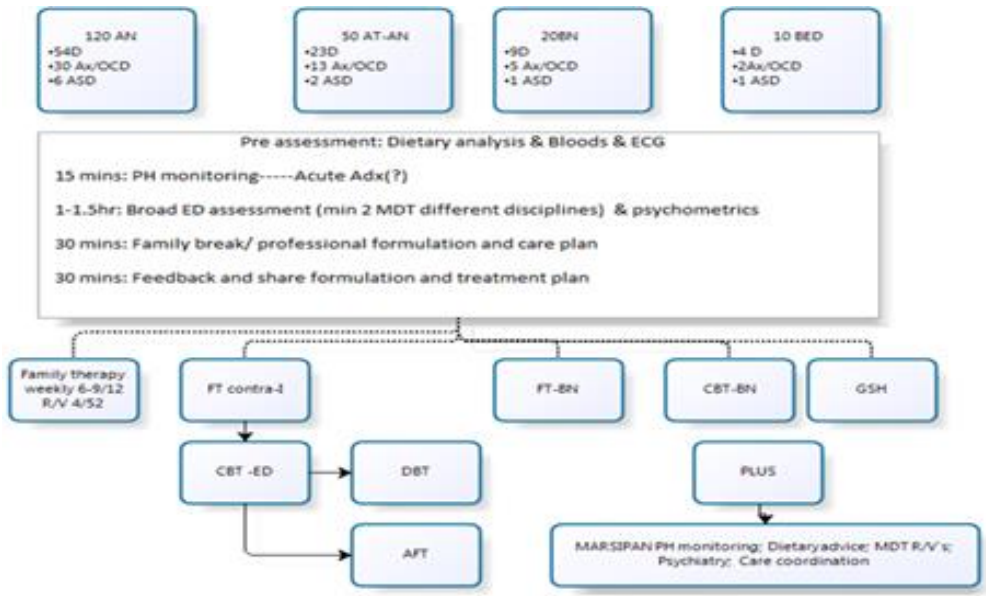 120 AN
•54D
•30 Ax/OCD
•6 ASD
50 AT-AN
•23D
•13 Ax/OCD
•2 ASD
20BN
•9D
•5 Ax/OCD
•1 ASD
10 BED
•4 D
•2Ax/OCD
•1 ASD
Pre assessment: Dietary analysis & Bloods & ECG
15 mins: PH monitoring-----Acute Adx(?)
1-1.5hr: Broad ED assessment (min 2 MDT different disciplines) & psychometrics
30 mins: Family break/ professional formulation and care plan
30 mins: Feedback and share formulation and treatment plan
Family therapy
weekly 6-9/12
R/V 4/52
FT contra-I
FT-BN
CBT-BN
GSH
CBT -ED
DBT
PLUS
AFT
MARSIPAN PH monitoring; Dietary advice; MDT R/V's;
Psychiatry; Care coordination